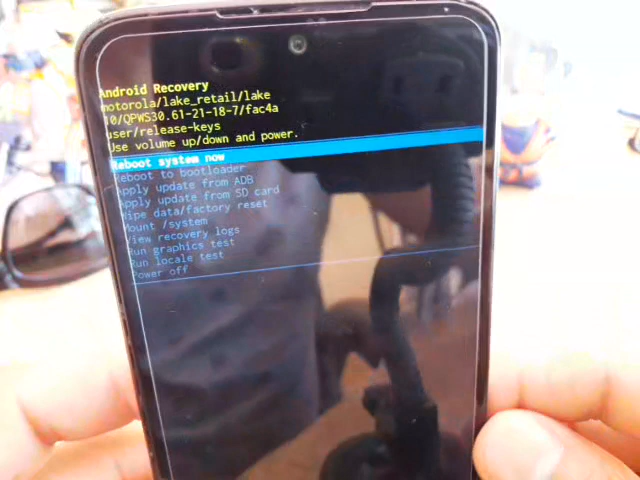 Android Recovery
motorola/lake_retail/lake
10/QPWS30.61-21-18-7/fac4a
user/release-keys
Use volume up/down and power.
Reboot system now
Reboot to bootloader
Apply update from ADB
Apply update from SD card
Wipe data/factory reset
Mount /system
View recovery logs
Run graphics test
Run locale test
Power off